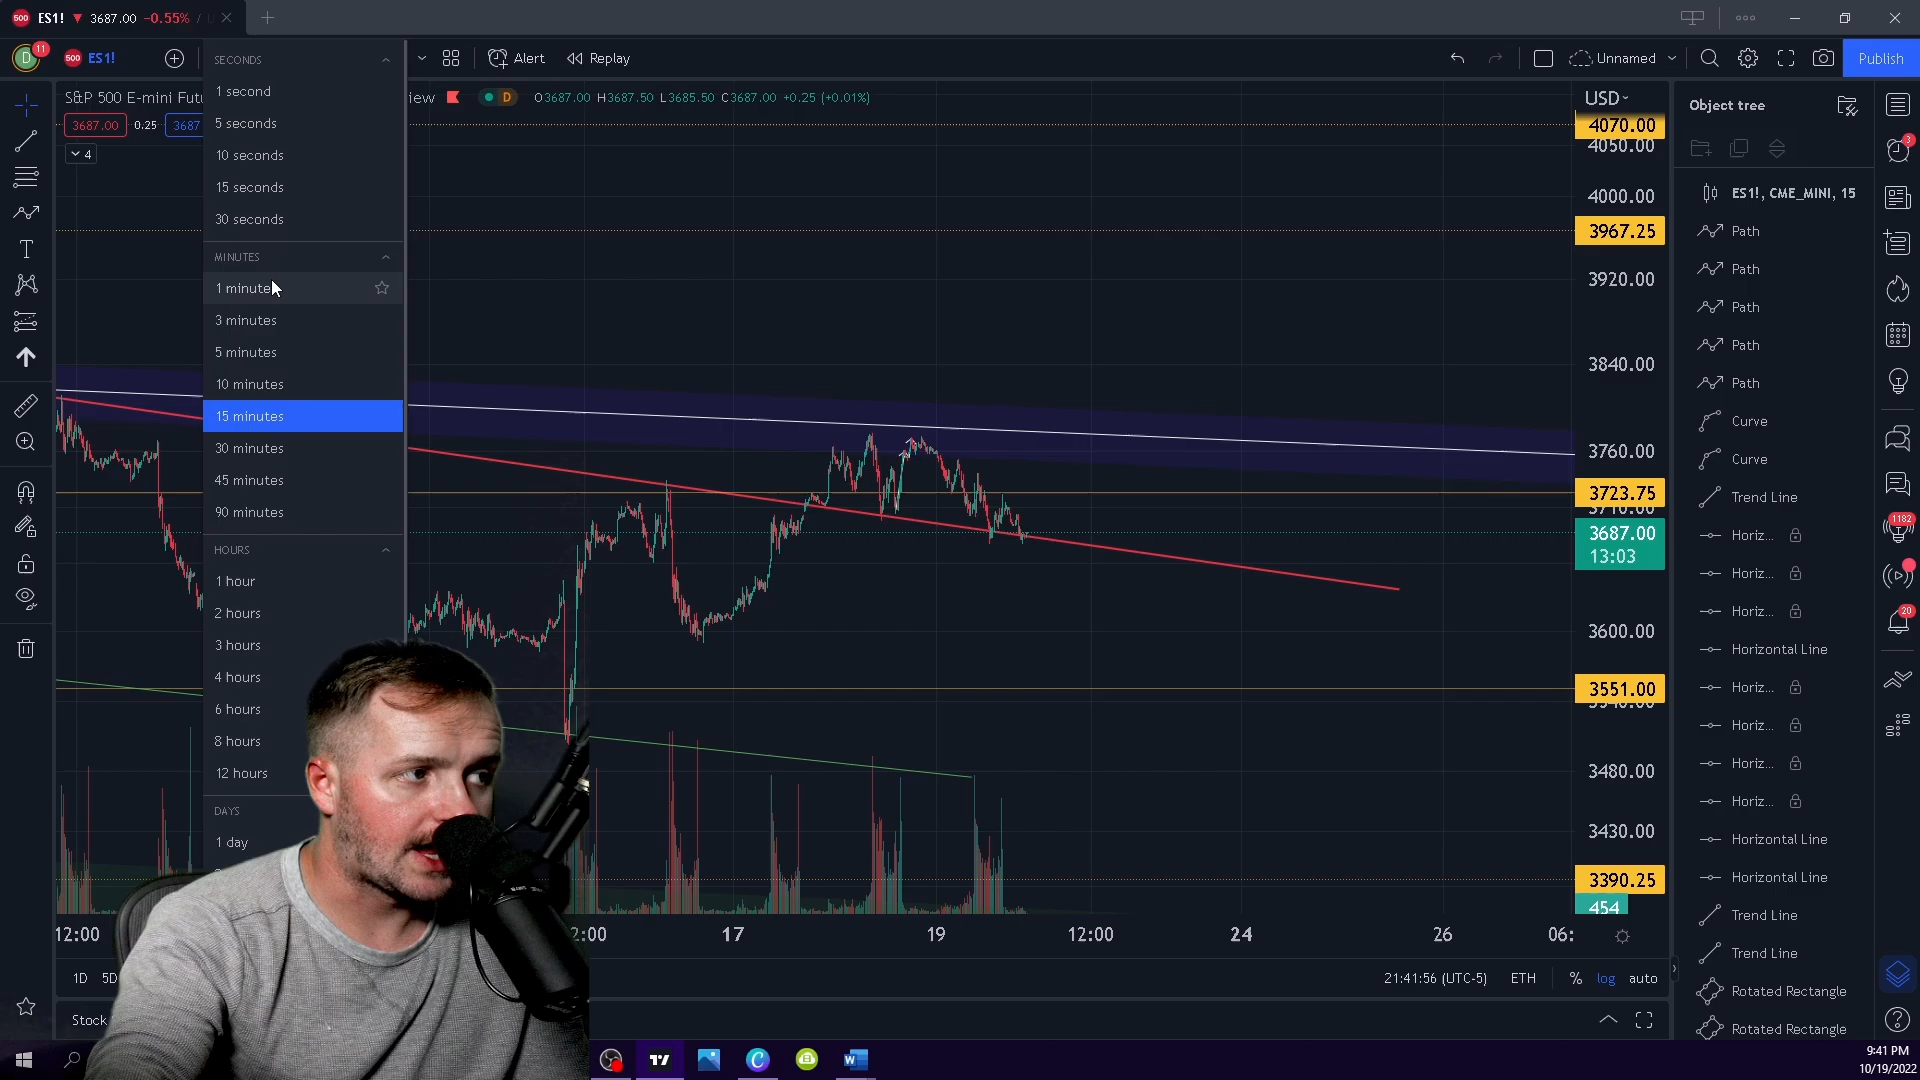 500 ES1! ▼ 3687.00 -0.55% /
11
500 ES1!
Alert
Replay
Unnamed
Publish
S&P 500 E-mini Futu
iew
D
O3687.00 H3687.50 L3685.50 C3687.00 +0.25 (+0.01%)
3687.00
0.25
3687
4
SECONDS
1 second
5 seconds
10 seconds
15 seconds
30 seconds
MINUTES
1 minute
3 minutes
5 minutes
10 minutes
15 minutes
30 minutes
45 minutes
90 minutes
HOURS
1 hour
2 hours
3 hours
4 hours
6 hours
8 hours
12 hours
DAYS
1 day
USD
4070.00
4050.00
4000.00
3967.25
3920.00
3840.00
3760.00
3723.75
3687.00
13:03
3600.00
3551.00
3480.00
3430.00
3390.25
454
12:00
2:00
17
19
12:00
24
26
06:
1D
5D
21:41:56 (UTC-5)
ETH
%
log
auto
Stock
Object tree
ES1!, CME_MINI, 15
Path
Path
Path
Path
Path
Curve
Curve
Trend Line
Horiz...
Horiz...
Horiz...
Horizontal Line
Horiz...
Horiz...
Horiz...
Horiz...
Horizontal Line
Horizontal Line
Trend Line
Trend Line
Rotated Rectangle
Rotated Rectangle
3
1182
20
9:41 PM
10/19/2022